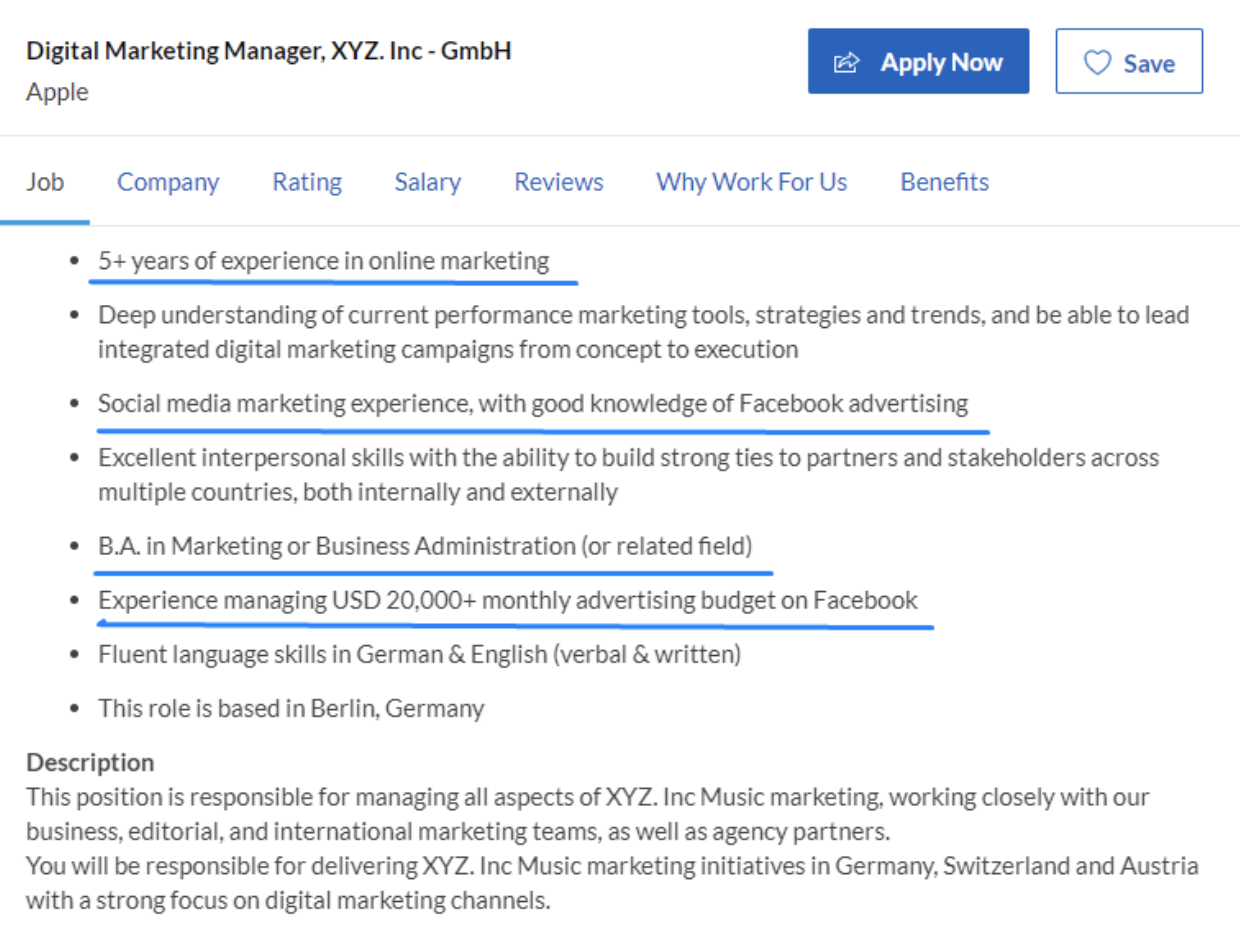 Digital Marketing Manager, XYZ. Inc - GmbH
Apple
Apply Now
Save
Job Company Rating Salary Reviews Why Work For Us Benefits
• 5+ years of experience in online marketing
• Deep understanding of current performance marketing tools, strategies and trends, and be able to lead
integrated digital marketing campaigns from concept to execution
• Social media marketing experience, with good knowledge of Facebook advertising
• Excellent interpersonal skills with the ability to build strong ties to partners and stakeholders across
multiple countries, both internally and externally
• B.A. in Marketing or Business Administration (or related field)
• Experience managing USD 20,000+ monthly advertising budget on Facebook
• Fluent language skills in German & English (verbal & written)
• This role is based in Berlin, Germany
Description
This position is responsible for managing all aspects of XYZ. Inc Music marketing, working closely with our
business, editorial, and international marketing teams, as well as agency partners.
You will be responsible for delivering XYZ. Inc Music marketing initiatives in Germany, Switzerland and Austria
with a strong focus on digital marketing channels.